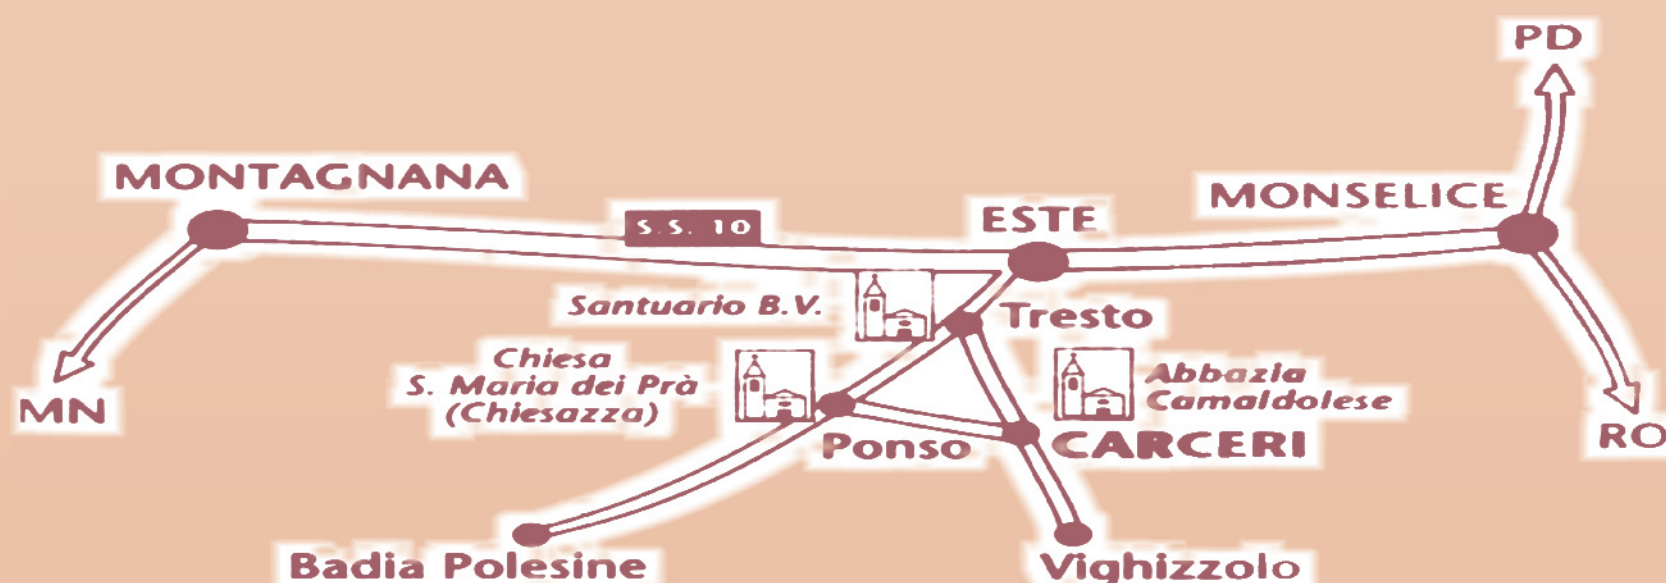 PD
MONTAGNANA
MONSELICE
S.S. 10
ESTE
Santuario B.V.
Tresto
Chiesa
S. Maria dei Prà
(Chiesazza)
Abbazia
Camaldolese
MN
Ponso
CARCERI
RO
Badia Polesine
Vighizzolo